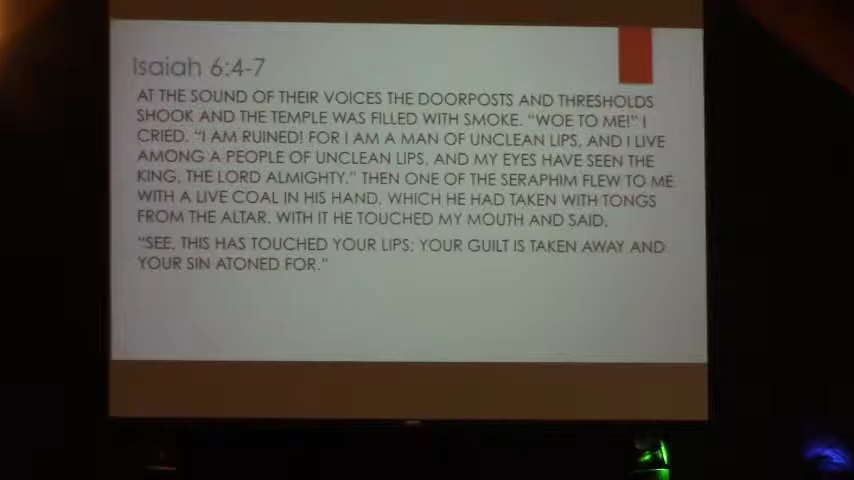 Isaiah 6:4-7
AT THE SOUND OF THEIR VOICES THE DOORPOSTS AND THRESHOLDS
SHOOK AND THE TEMPLE WAS FILLED WITH SMOKE. "WOE TO ME!" I
CRIED. "I AM RUINED! FOR I AM A MAN OF UNCLEAN LIPS, AND I LIVE
AMONG A PEOPLE OF UNCLEAN LIPS, AND MY EYES HAVE SEEN THE
KING, THE LORD ALMIGHTY." THEN ONE OF THE SERAPHIM FLEW TO ME
WITH A LIVE COAL IN HIS HAND, WHICH HE HAD TAKEN WITH TONGS
FROM THE ALTAR. WITH IT HE TOUCHED MY MOUTH AND SAID,
"SEE, THIS HAS TOUCHED YOUR LIPS; YOUR GUILT IS TAKEN AWAY AND
YOUR SIN ATONED FOR."